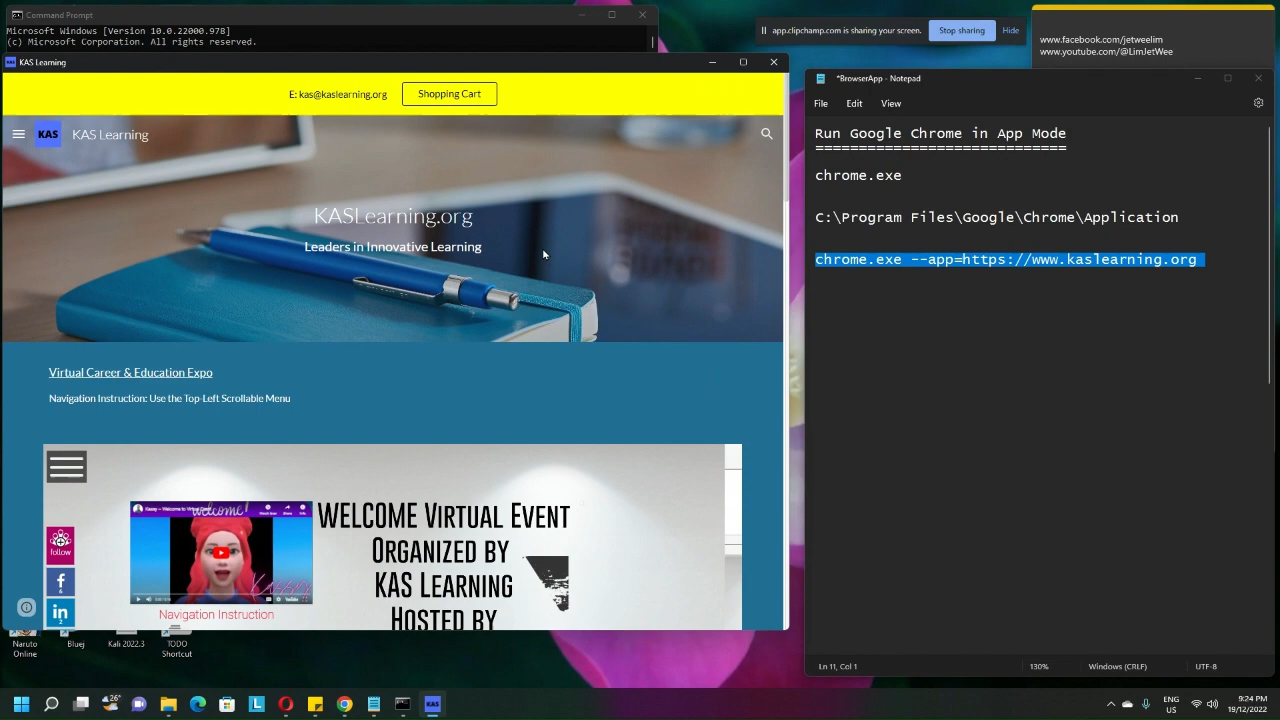 Command Prompt
Microsoft Windows [Version 10.0.22000.978]
(c) Microsoft Corporation. All rights reserved.
app.clipchamp.com is sharing your screen.
Stop sharing
Hide
www.facebook.com/jetweelim
www.youtube.com/@LimJetWee
KAS Learning
E: kas@kaslearning.org
Shopping Cart
KAS
KAS Learning
KASLearning.org
Leaders in Innovative Learning
Virtual Career & Education Expo
Navigation Instruction: Use the Top-Left Scrollable Menu
welcome!
WELCOME Virtual Event
Organized by
KAS Learning
Hosted by
Navigation Instruction
follow
f
6
in
2
*BrowserApp - Notepad
File
Edit
View
Run Google Chrome in App Mode
=============================
chrome.exe
C:\Program Files\Google\Chrome\Application
chrome.exe --app=https://www.kaslearning.org
Ln 11, Col 1
130%
Windows (CRLF)
UTF-8
Naruto
Online
Bluej
Kali 2022.3
TODO
Shortcut
26°
L
KAS
ENG
US
9:24 PM
19/12/2022